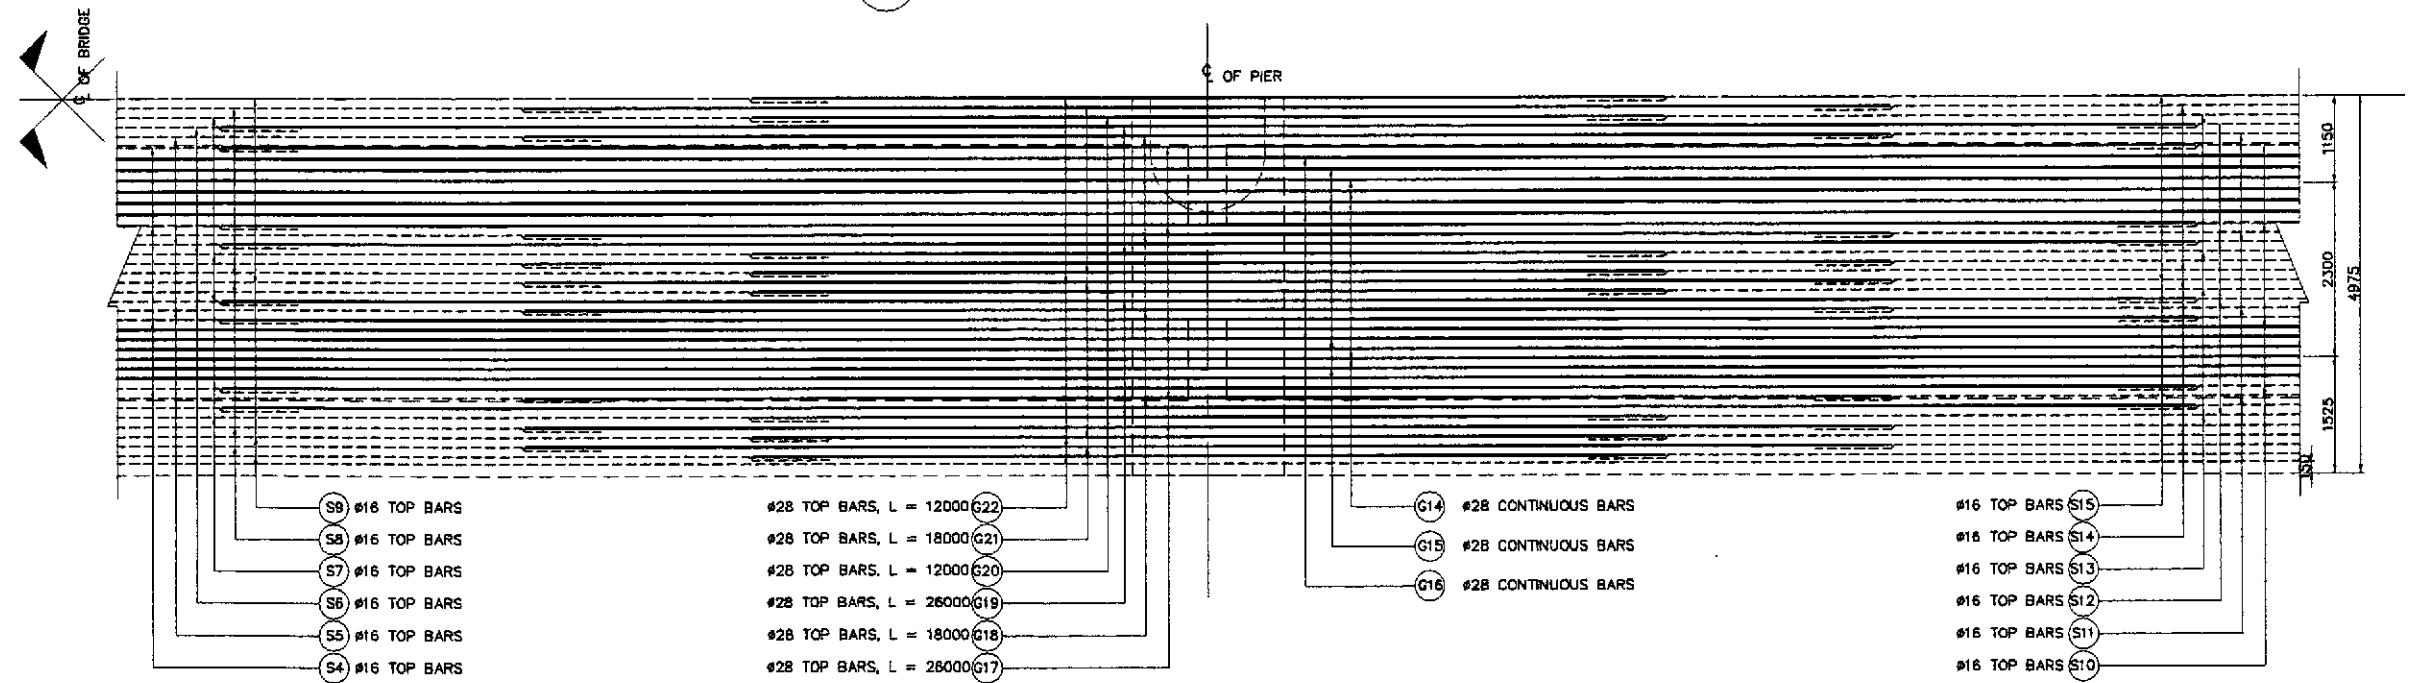 ℄ OF BRIDGE
℄ OF PIER
1150
2300
4975
1525
150
S9 ø16 TOP BARS
S8 ø16 TOP BARS
S7 ø16 TOP BARS
S6 ø16 TOP BARS
S5 ø16 TOP BARS
S4 ø16 TOP BARS
ø28 TOP BARS, L = 12000 G22
ø28 TOP BARS, L = 18000 G21
ø28 TOP BARS, L = 12000 G20
ø28 TOP BARS, L = 26000 G19
ø28 TOP BARS, L = 18000 G18
ø28 TOP BARS, L = 26000 G17
G14 ø28 CONTINUOUS BARS
G15 ø28 CONTINUOUS BARS
G16 ø28 CONTINUOUS BARS
ø16 TOP BARS S15
ø16 TOP BARS S14
ø16 TOP BARS S13
ø16 TOP BARS S12
ø16 TOP BARS S11
ø16 TOP BARS S10